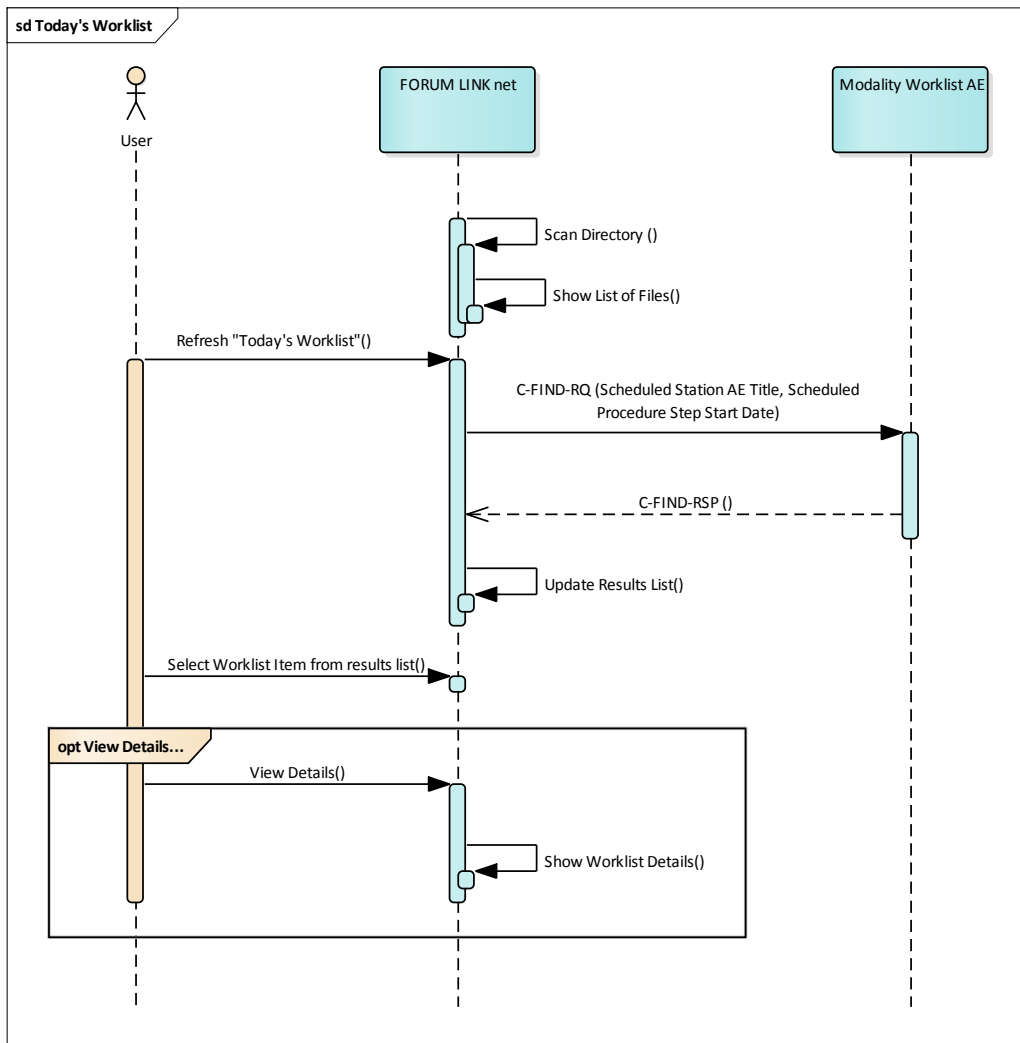 sd Today's Worklist
User
FORUM LINK net
Modality Worklist AE
Scan Directory ()
Show List of Files()
Refresh "Today's Worklist"()
C-FIND-RQ (Scheduled Station AE Title, Scheduled
Procedure Step Start Date)
C-FIND-RSP ()
Update Results List()
Select Worklist Item from results list()
opt View Details...
View Details()
Show Worklist Details()